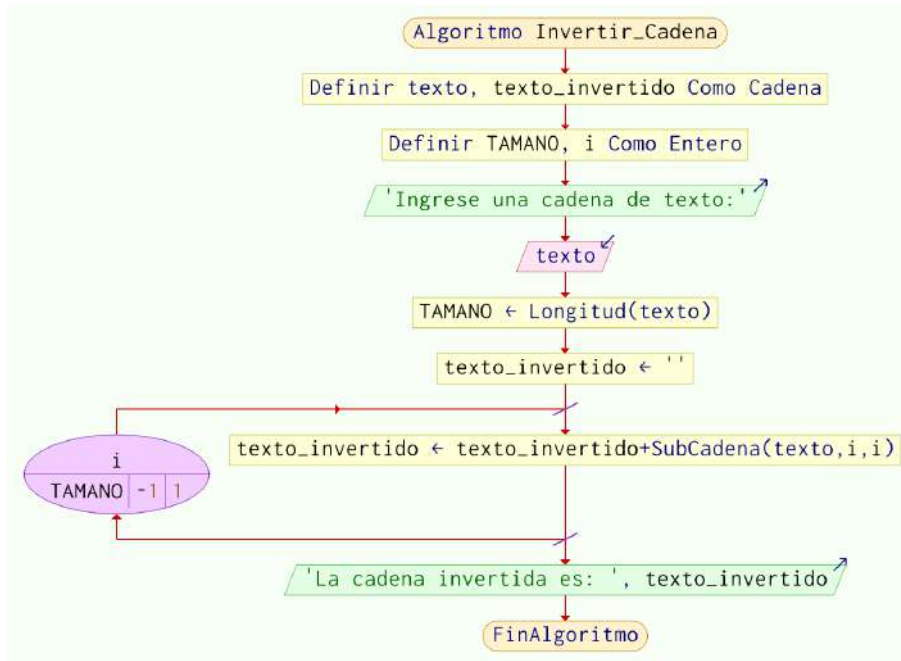 Algoritmo Invertir_Cadena
Definir texto, texto_invertido Como Cadena
Definir TAMANO, i Como Entero
'Ingrese una cadena de texto:'
texto
TAMANO ← Longitud(texto)
texto_invertido ← ''
texto_invertido ← texto_invertido+SubCadena(texto,i,i)
i
TAMANO -1 1
'La cadena invertida es: ', texto_invertido
FinAlgoritmo